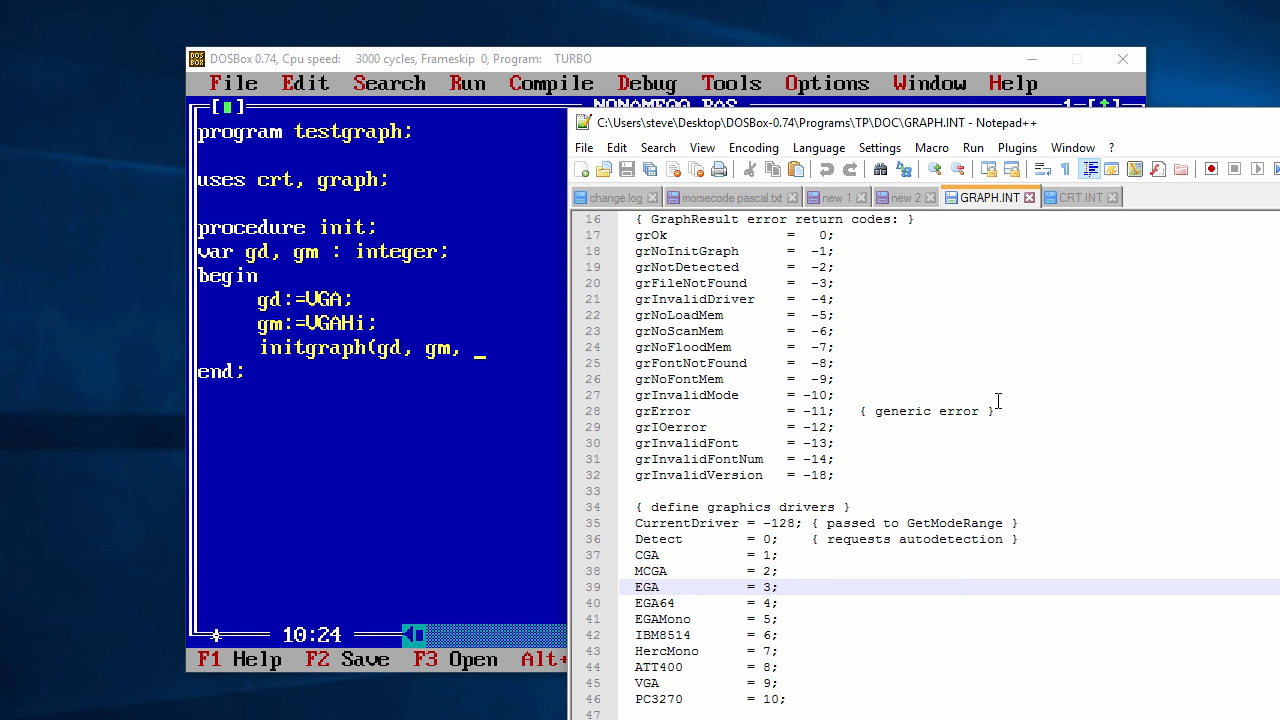 DOSBox 0.74, Cpu speed: 3000 cycles, Frameskip 0, Program: TURBO
File Edit Search Run Compile Debug Tools Options Window Help
NONAME00.PAS
program testgraph;
uses crt, graph;
procedure init;
var gd, gm : integer;
begin
gd:=VGA;
gm:=VGAHi;
initgraph(gd, gm, _
end;
10:24
F1 Help F2 Save F3 Open Alt+
C:\Users\steve\Desktop\DOSBox-0.74\Programs\TP\DOC\GRAPH.INT - Notepad++
File Edit Search View Encoding Language Settings Macro Run Plugins Window ?
change.log morsecode pascal.txt new 1 new 2 GRAPH.INT CRT.INT
16 { GraphResult error return codes: }
17 grOk = 0;
18 grNoInitGraph = -1;
19 grNotDetected = -2;
20 grFileNotFound = -3;
21 grInvalidDriver = -4;
22 grNoLoadMem = -5;
23 grNoScanMem = -6;
24 grNoFloodMem = -7;
25 grFontNotFound = -8;
26 grNoFontMem = -9;
27 grInvalidMode = -10;
28 grError = -11; { generic error }
29 grIOerror = -12;
30 grInvalidFont = -13;
31 grInvalidFontNum = -14;
32 grInvalidVersion = -18;
33
34 { define graphics drivers }
35 CurrentDriver = -128; { passed to GetModeRange }
36 Detect = 0; { requests autodetection }
37 CGA = 1;
38 MCGA = 2;
39 EGA = 3;
40 EGA64 = 4;
41 EGAMono = 5;
42 IBM8514 = 6;
43 HercMono = 7;
44 ATT400 = 8;
45 VGA = 9;
46 PC3270 = 10;
47